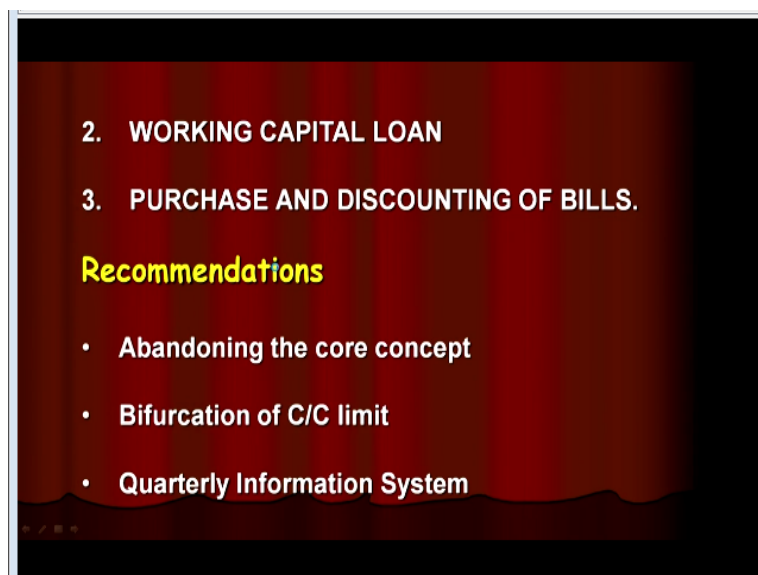 2. WORKING CAPITAL LOAN
3. PURCHASE AND DISCOUNTING OF BILLS.
Recommendations
• Abandoning the core concept
• Bifurcation of C/C limit
• Quarterly Information System